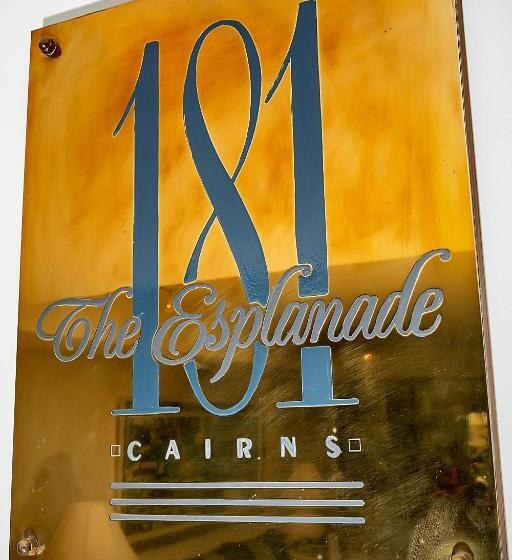 181
The Esplanade
CAIRNS